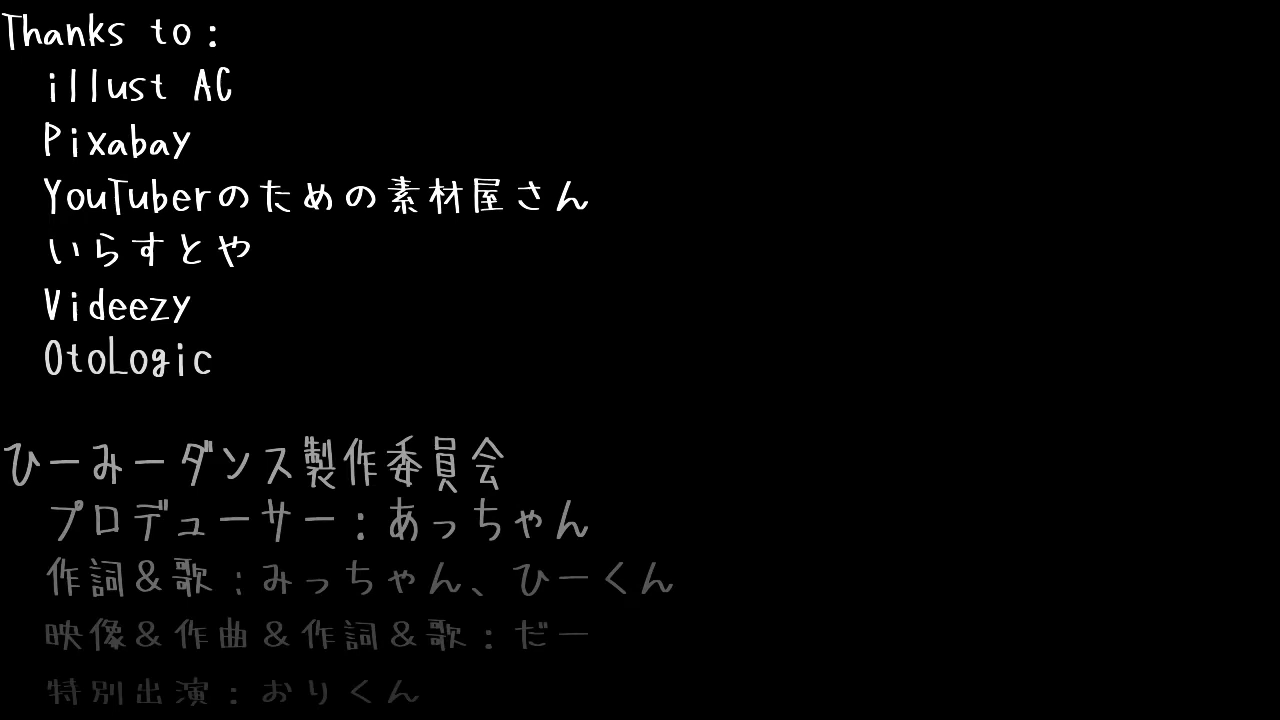 Thanks to:
illust AC
Pixabay
YouTuberのための素材屋さん
いらすとや
Videezy
OtoLogic
ひーみーダンス製作委員会
プロデューサー:あっちゃん
作詞&歌:みっちゃん、ひーくん
映像&作曲&作詞&歌:だー
特別出演:おりくん